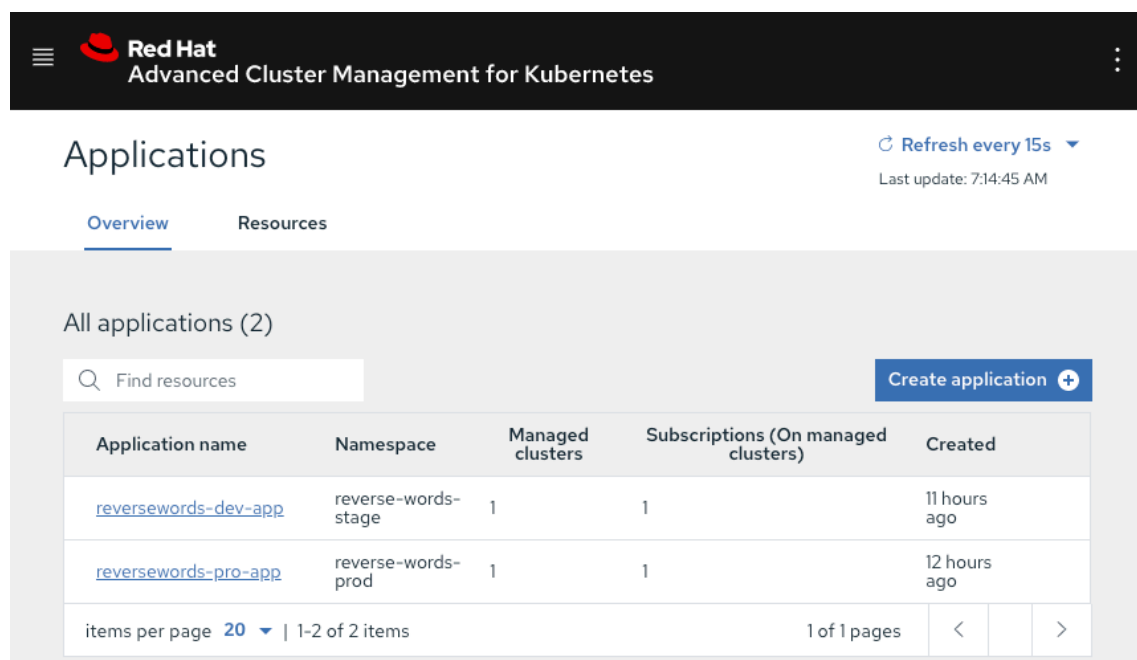 Red Hat
Advanced Cluster Management for Kubernetes
Applications
Refresh every 15s
Last update: 7:14:45 AM
Overview Resources
All applications (2)
Find resources
Create application
Application name Namespace Managed clusters Subscriptions (On managed clusters) Created
reversewords-dev-app reverse-words-stage 1 1 11 hours ago
reversewords-pro-app reverse-words-prod 1 1 12 hours ago
items per page 20 | 1-2 of 2 items 1 of 1 pages